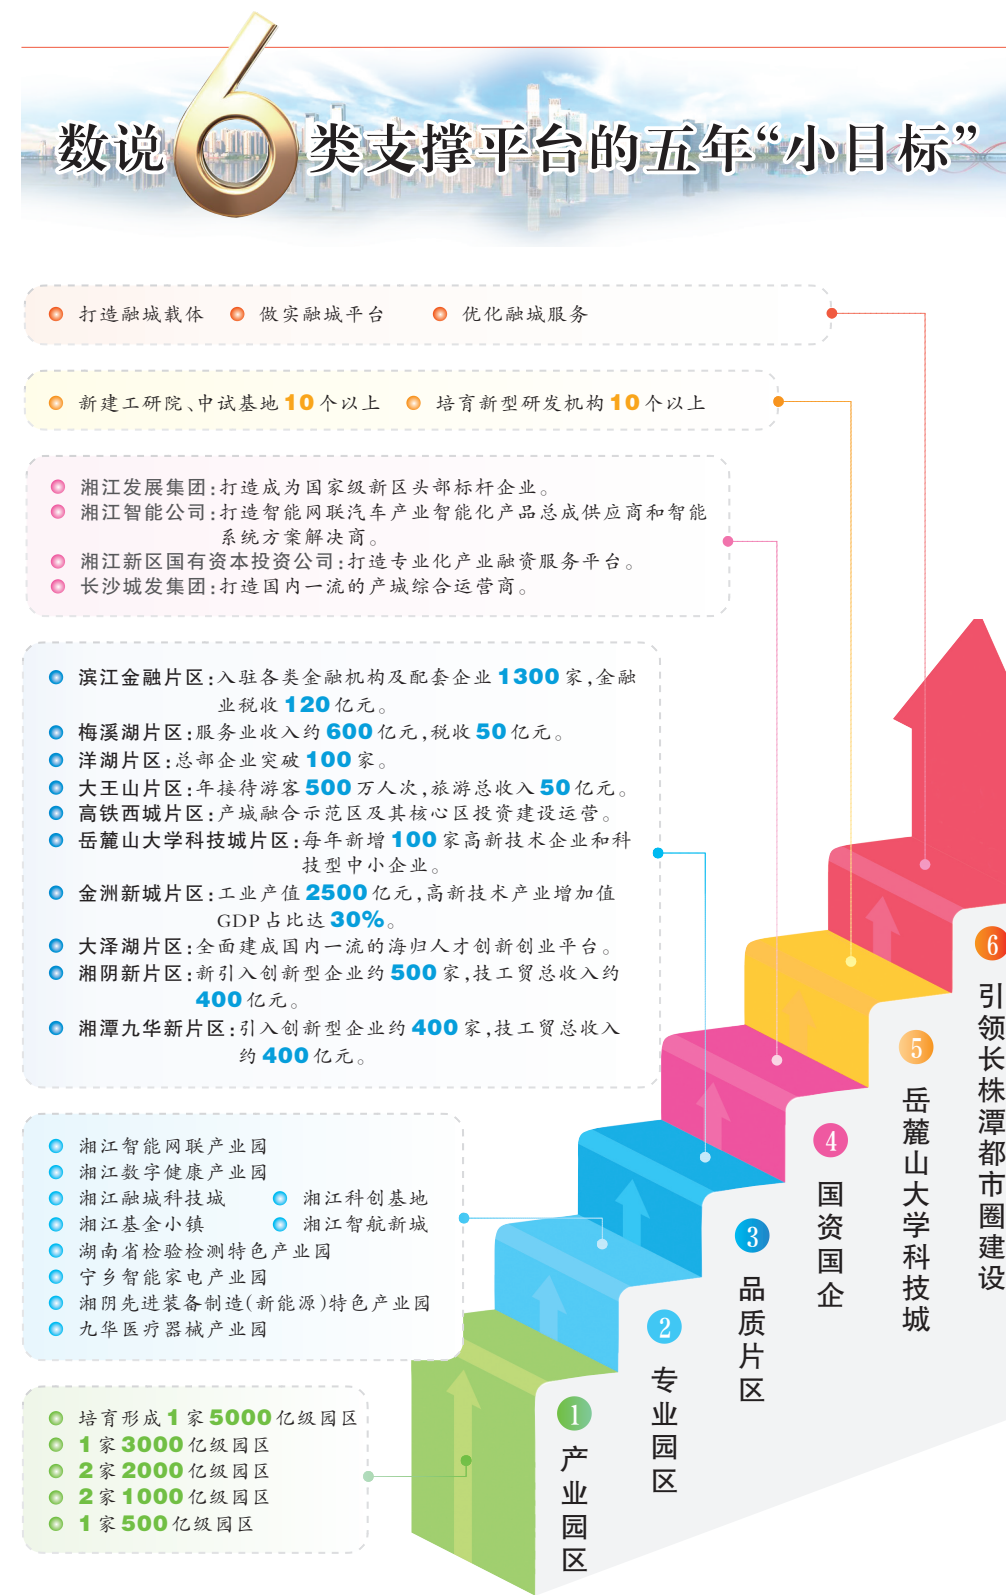 数说6类支撑平台的五年“小目标”
打造融城载体 做实融城平台 优化融城服务
新建工研院、中试基地10个以上 培育新型研发机构10个以上
湘江发展集团:打造成为国家级新区头部标杆企业。
湘江智能公司:打造智能网联汽车产业智能化产品总成供应商和智能
系统方案解决商。
湘江新区国有资本投资公司:打造专业化产业融资服务平台。
长沙城发集团:打造国内一流的产城综合运营商。
滨江金融片区:入驻各类金融机构及配套企业1300家,金融
业税收120亿元。
梅溪湖片区:服务业收入约600亿元,税收50亿元。
洋湖片区:总部企业突破100家。
大王山片区:年接待游客500万人次,旅游总收入50亿元。
高铁西城片区:产城融合示范区及其核心区投资建设运营。
岳麓山大学科技城片区:每年新增100家高新技术企业和科
技型中小企业。
金洲新城片区:工业产值2500亿元,高新技术产业增加值
GDP占比达30%。
大泽湖片区:全面建成国内一流的海归人才创新创业平台。
湘阴新片区:新引入创新型企业约500家,技工贸总收入约
400亿元。
湘潭九华新片区:引入创新型企业约400家,技工贸总收入
约400亿元。
湘江智能网联产业园
湘江数字健康产业园
湘江融城科技城 湘江科创基地
湘江基金小镇 湘江智航新城
湖南省检验检测特色产业园
宁乡智能家电产业园
湘阴先进装备制造(新能源)特色产业园
九华医疗器械产业园
培育形成1家5000亿级园区
1家3000亿级园区
2家2000亿级园区
2家1000亿级园区
1家500亿级园区
1 产业园区
2 专业园区
3 品质片区
4 国资国企
5 岳麓山大学科技城
6 引领长株潭都市圈建设